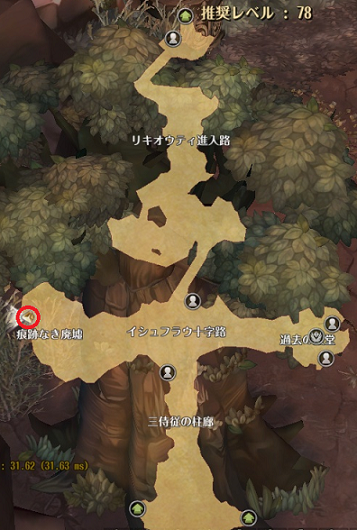 推奨レベル : 78
リキオウティ進入路
痕跡なき廃墟
イシュフラウ十字路
過去の 堂
三侍従の柱廊
: 31.62 (31,63 ms)